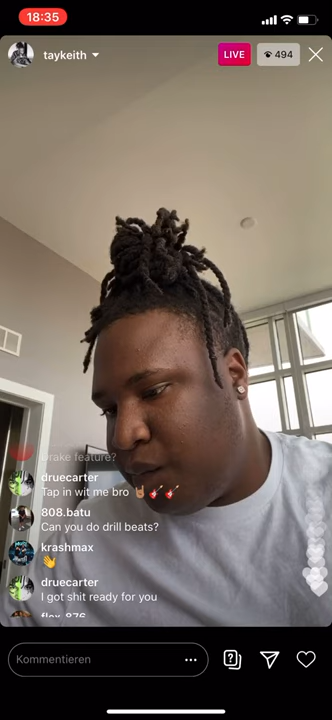 18:35
taykeith
LIVE
494
Drake feature?
druecarter
Tap in wit me bro 🤘🏽🎸🎸
808.batu
Can you do drill beats?
krashmax
👋
druecarter
I got shit ready for you
flex_876
Kommentieren